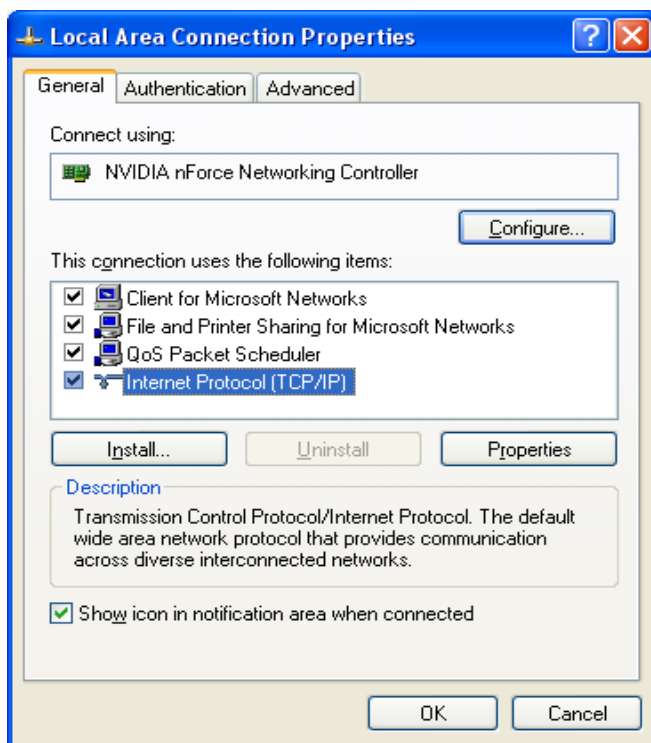 Local Area Connection Properties
General Authentication Advanced
Connect using:
NVIDIA nForce Networking Controller
Configure...
This connection uses the following items:
Client for Microsoft Networks
File and Printer Sharing for Microsoft Networks
QoS Packet Scheduler
Internet Protocol (TCP/IP)
Install... Uninstall Properties
Description
Transmission Control Protocol/Internet Protocol. The default
wide area network protocol that provides communication
across diverse interconnected networks.
Show icon in notification area when connected
OK Cancel